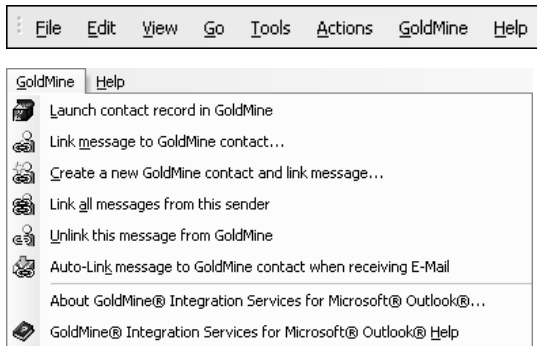 File Edit View Go Tools Actions GoldMine Help
GoldMine Help
Launch contact record in GoldMine
Link message to GoldMine contact...
Create a new GoldMine contact and link message...
Link all messages from this sender
Unlink this message from GoldMine
Auto-Link message to GoldMine contact when receiving E-Mail
About GoldMine® Integration Services for Microsoft® Outlook®...
GoldMine® Integration Services for Microsoft® Outlook® Help